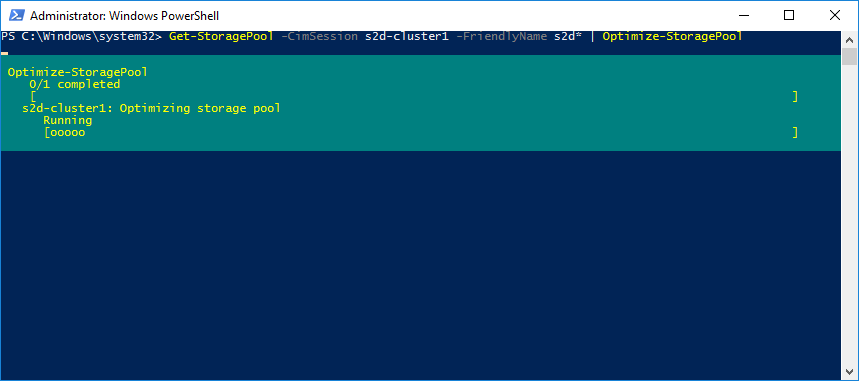 Administrator: Windows PowerShell
PS C:\Windows\system32> Get-StoragePool -CimSession s2d-cluster1 -FriendlyName s2d* | Optimize-StoragePool
Optimize-StoragePool
0/1 completed
[ ]
s2d-cluster1: Optimizing storage pool
Running
[ooooo ]